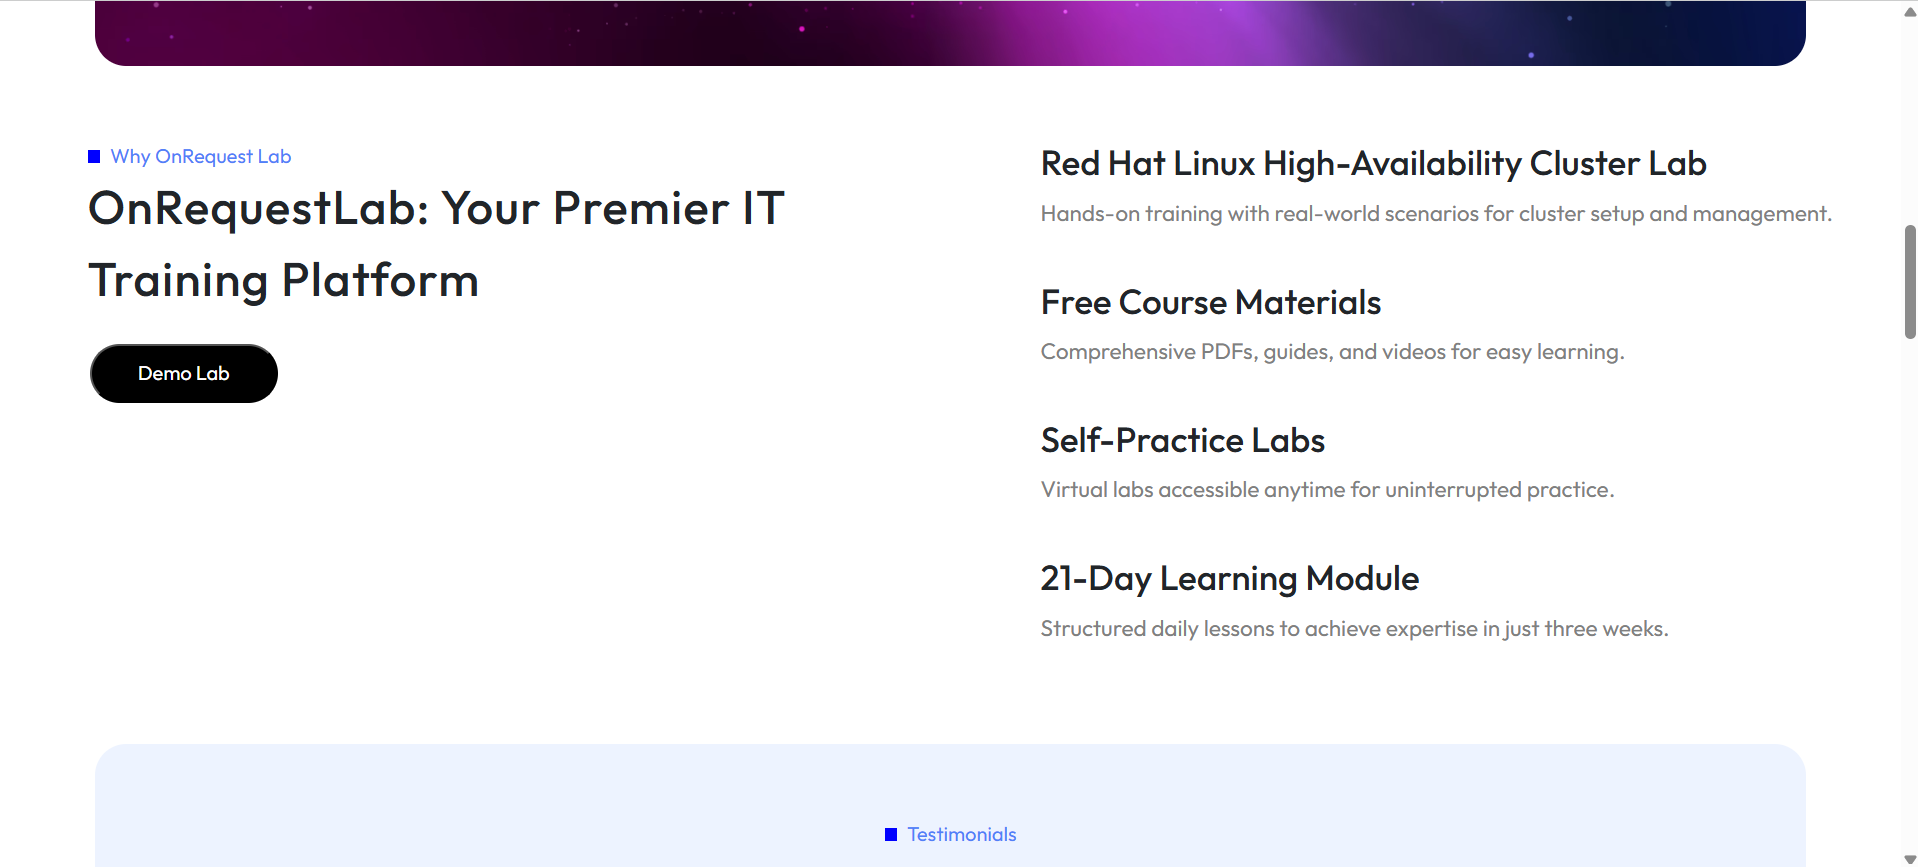 Why OnRequest Lab
OnRequestLab: Your Premier IT
Training Platform
Demo Lab
Red Hat Linux High-Availability Cluster Lab
Hands-on training with real-world scenarios for cluster setup and management.
Free Course Materials
Comprehensive PDFs, guides, and videos for easy learning.
Self-Practice Labs
Virtual labs accessible anytime for uninterrupted practice.
21-Day Learning Module
Structured daily lessons to achieve expertise in just three weeks.
Testimonials